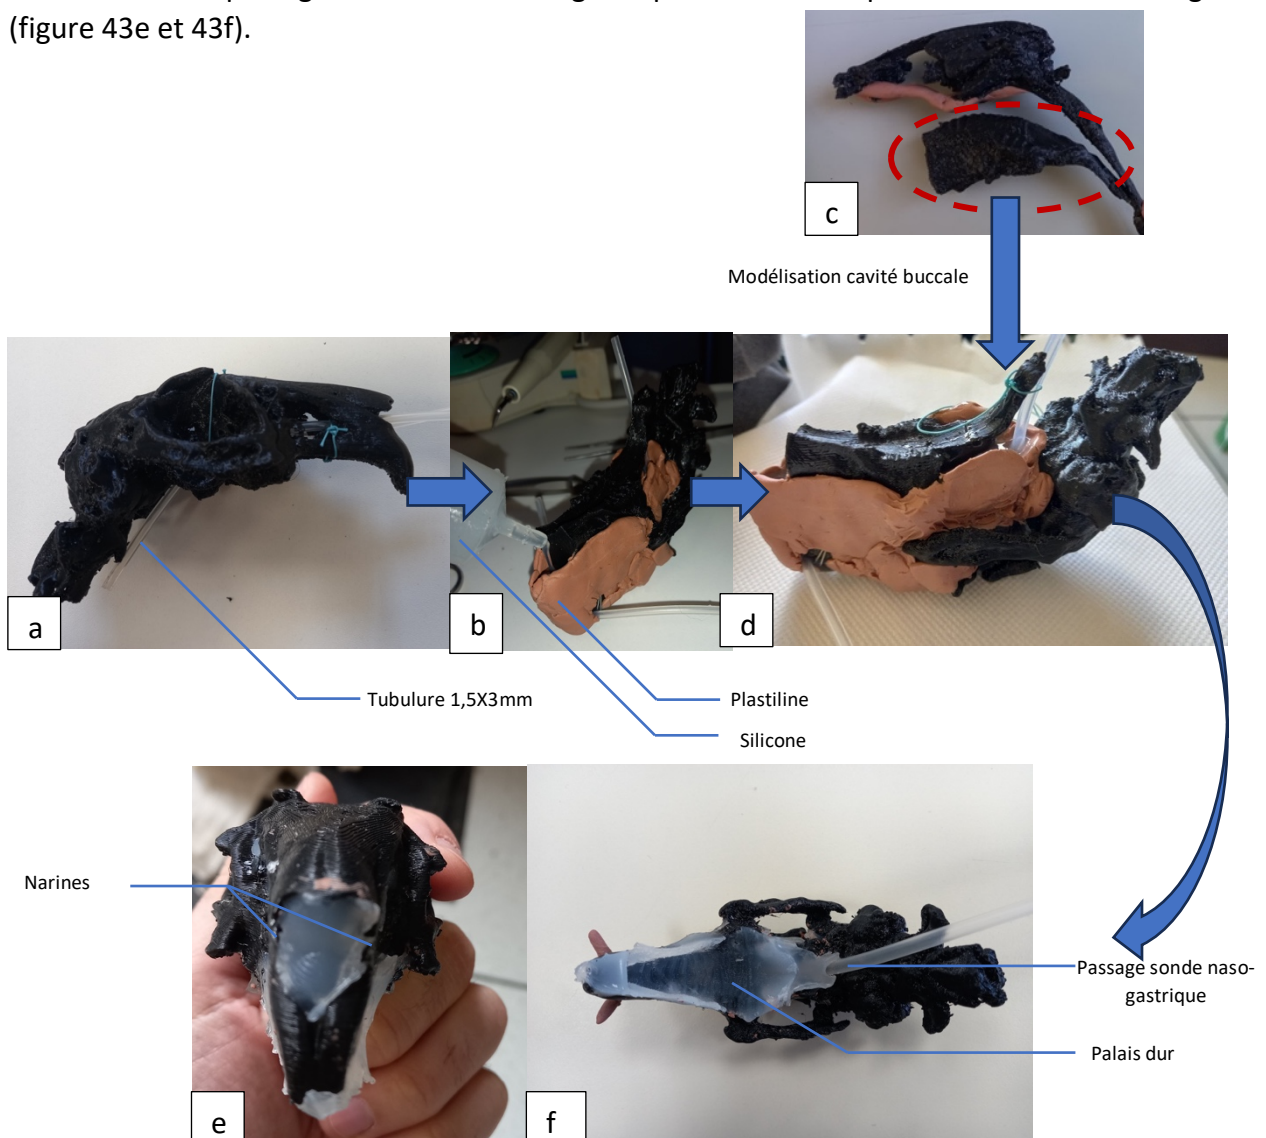 (figure 43e et 43f).
c
Modélisation cavité buccale
a
b
d
Tubulure 1,5X3mm
Plastiline
Silicone
Narines
Passage sonde naso-
gastrique
Palais dur
e
f